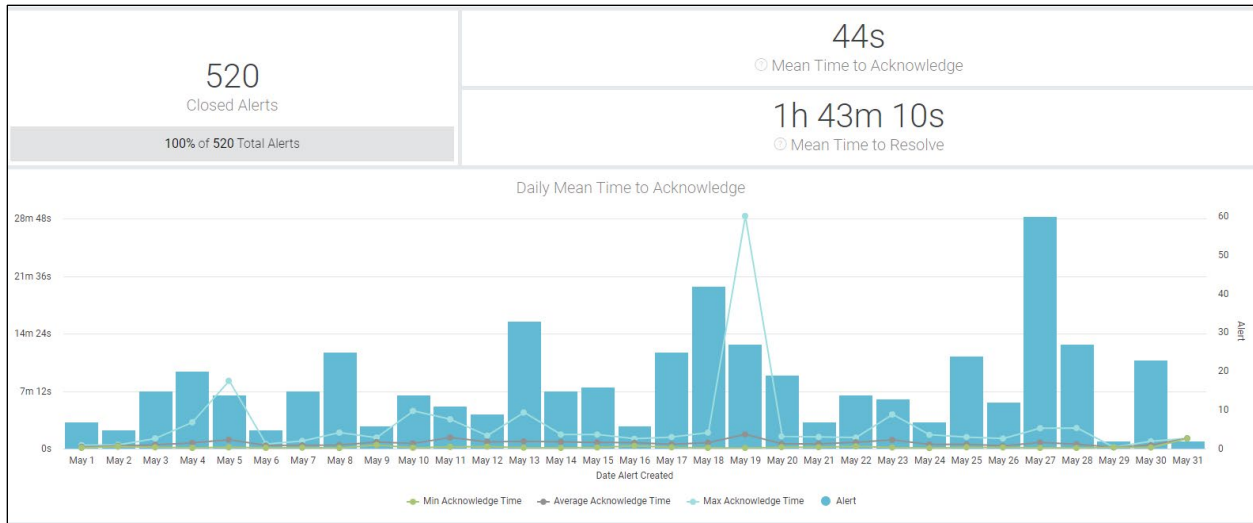 520
Closed Alerts
100% of 520 Total Alerts
44s
Mean Time to Acknowledge
1h 43m 10s
Mean Time to Resolve
Daily Mean Time to Acknowledge
28m 48s
21m 36s
14m 24s
7m 12s
0s
60
50
40
30
20
10
0
Alert
May 1 May 2 May 3 May 4 May 5 May 6 May 7 May 8 May 9 May 10 May 11 May 12 May 13 May 14 May 15 May 16 May 17 May 18 May 19 May 20 May 21 May 22 May 23 May 24 May 25 May 26 May 27 May 28 May 29 May 30 May 31
Date Alert Created
Min Acknowledge Time Average Acknowledge Time Max Acknowledge Time Alert